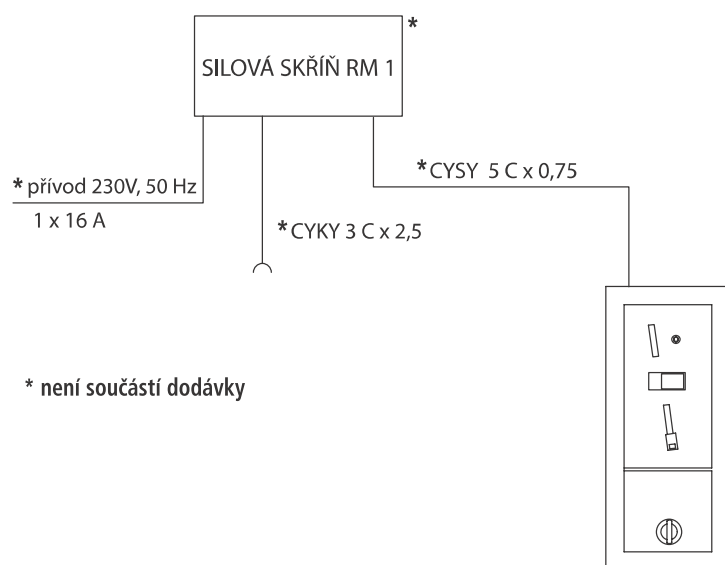 *
SILOVÁ SKŘÍŇ RM 1
* CYSY 5 C x 0,75
* přívod 230V, 50 Hz
1 x 16 A
* CYKY 3 C x 2,5
* není součástí dodávky